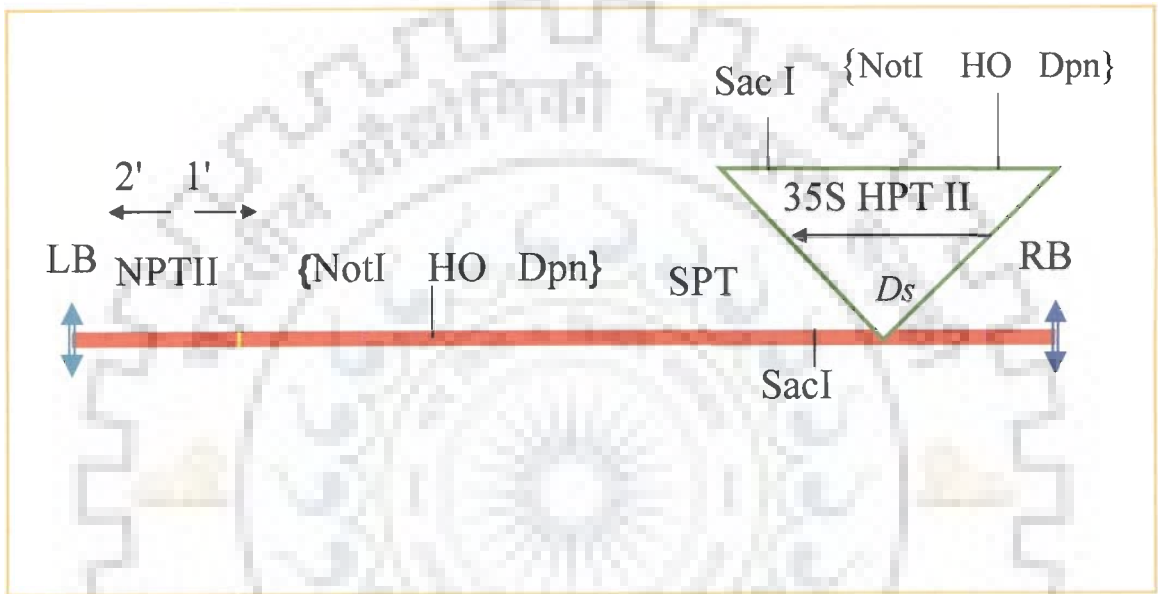 Sac I {NotI HO Dpn}
2' 1' 35S HPT II
LB NPTII {NotI HO Dpn} SPT Ds RB
SacI